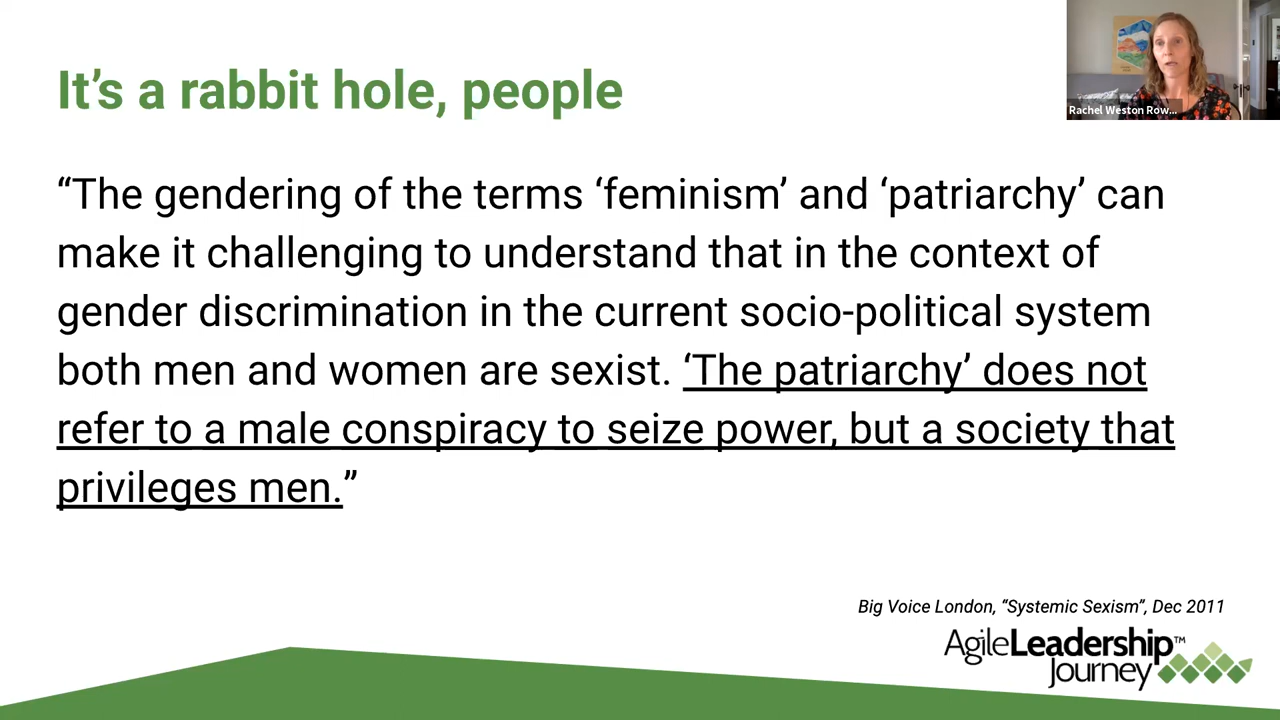 It’s a rabbit hole, people
Rachel Weston Row...
“The gendering of the terms ‘feminism’ and ‘patriarchy’ can
make it challenging to understand that in the context of
gender discrimination in the current socio-political system
both men and women are sexist. ‘The patriarchy’ does not
refer to a male conspiracy to seize power, but a society that
privileges men.”
Big Voice London, “Systemic Sexism”, Dec 2011
AgileLeadership™
Journey